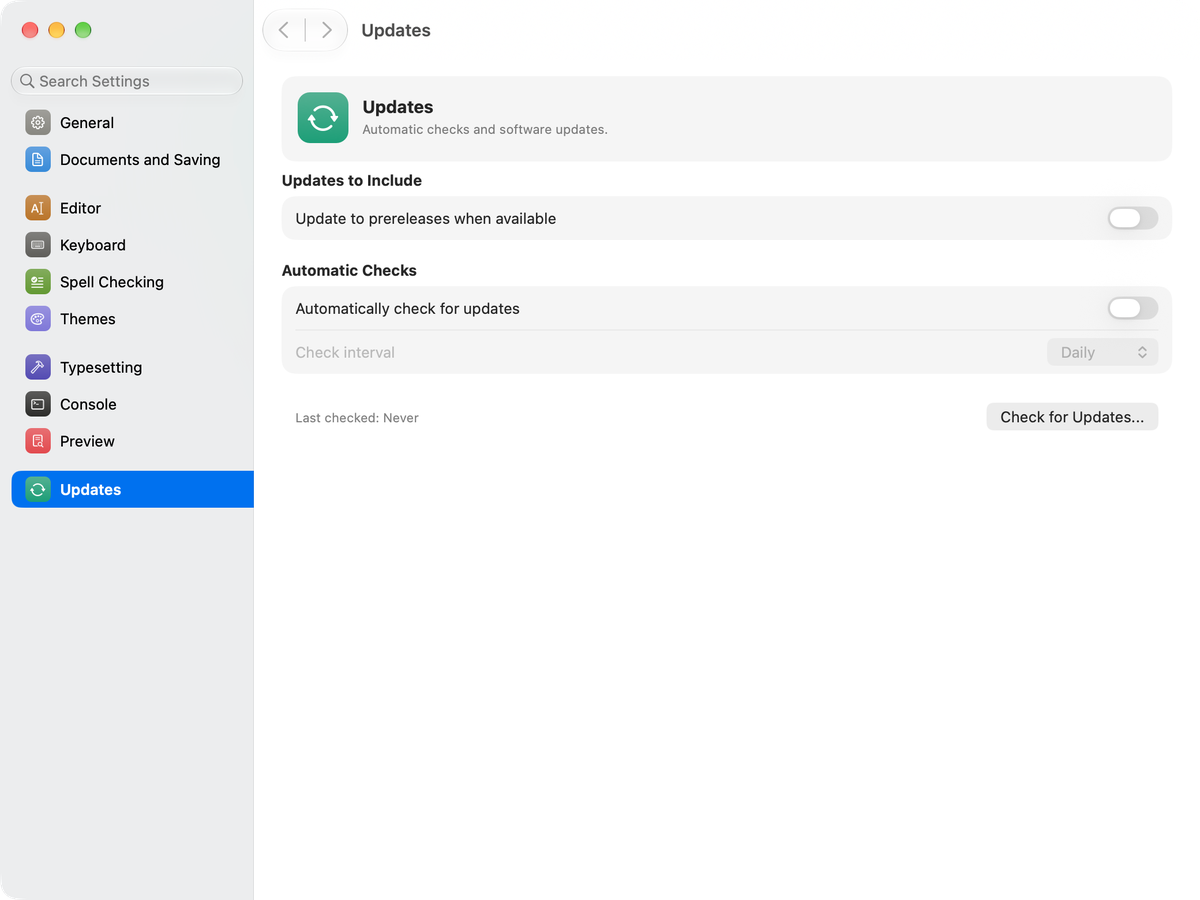 Updates
Search Settings
General
Documents and Saving
Editor
Keyboard
Spell Checking
Themes
Typesetting
Console
Preview
Updates
Updates
Automatic checks and software updates.
Updates to Include
Update to prereleases when available
Automatic Checks
Automatically check for updates
Check interval
Daily
Last checked: Never
Check for Updates...